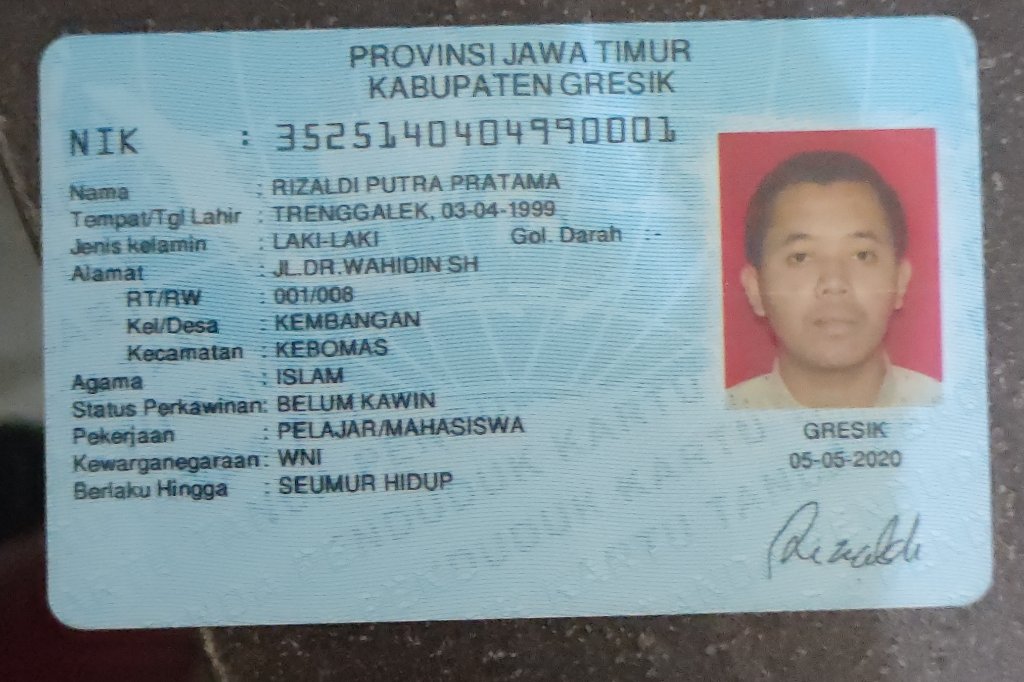 PROVINSI JAWA TIMUR
KABUPATEN GRESIK
NIK : 3525140404990001
Nama : RIZALDI PUTRA PRATAMA
Tempat/Tgl Lahir : TRENGGALEK, 03-04-1999
Jenis kelamin : LAKI-LAKI Gol. Darah :-
Alamat : JL.DR.WAHIDIN SH
RT/RW : 001/008
Kel/Desa : KEMBANGAN
Kecamatan : KEBOMAS
Agama : ISLAM
Status Perkawinan: BELUM KAWIN
Pekerjaan : PELAJAR/MAHASISWA
Kewarganegaraan: WNI
Berlaku Hingga : SEUMUR HIDUP
GRESIK
05-05-2020
Rizaldi